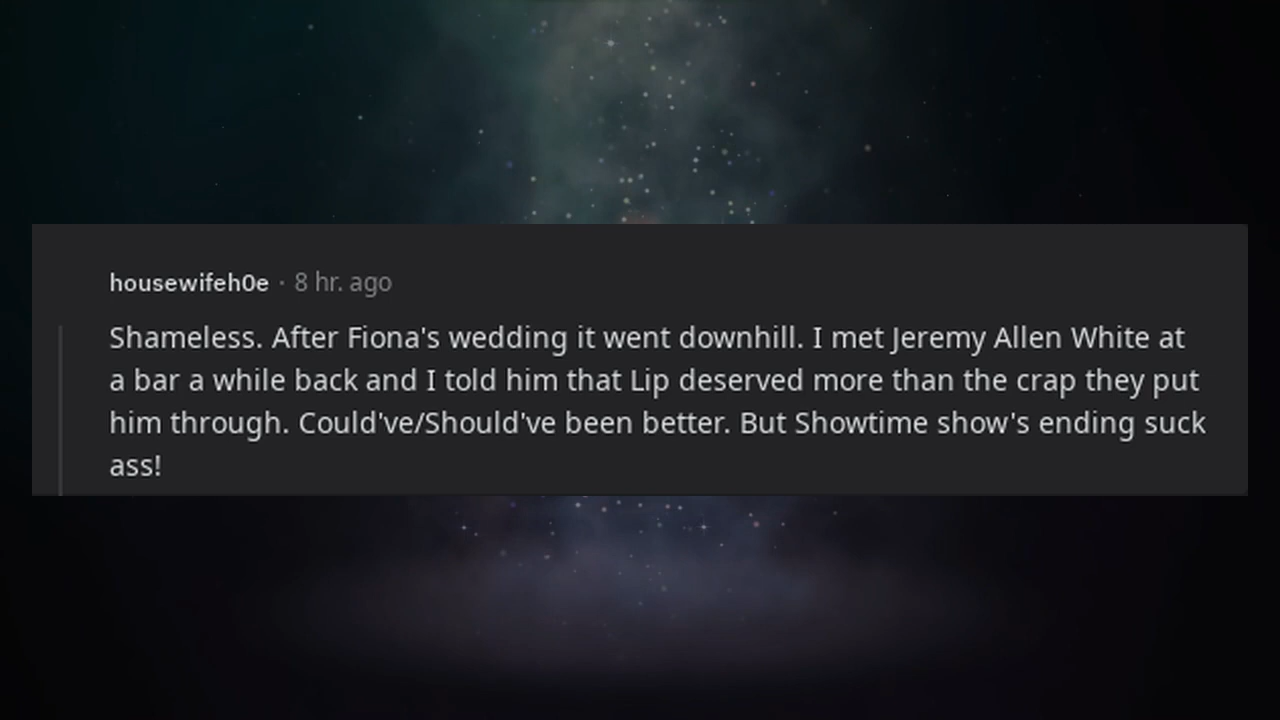 housewifeh0e · 8 hr. ago
Shameless. After Fiona's wedding it went downhill. I met Jeremy Allen White at
a bar a while back and I told him that Lip deserved more than the crap they put
him through. Could've/Should've been better. But Showtime show's ending suck
ass!